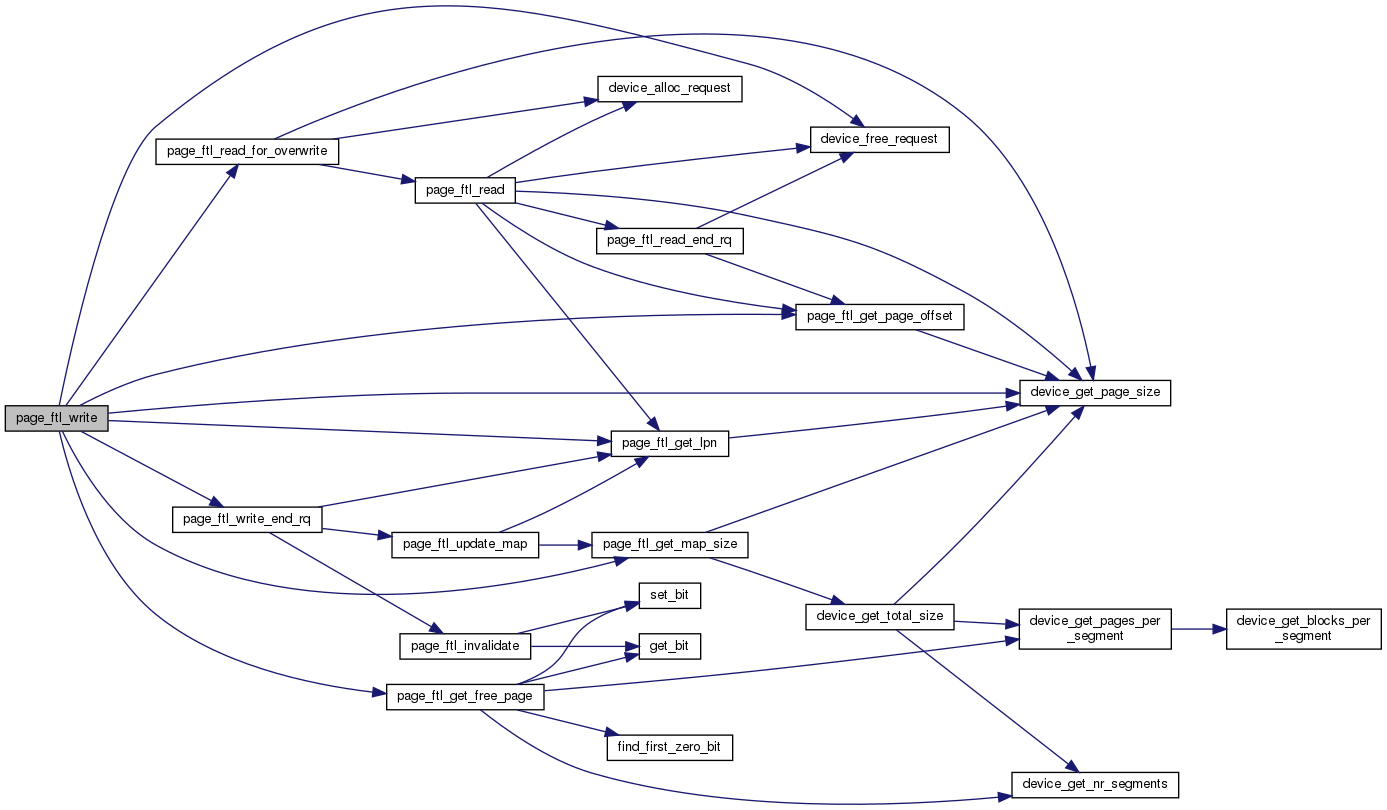 device_alloc_request
device_free_request
page_ftl_read_for_overwrite
page_ftl_read
page_ftl_read_end_rq
page_ftl_get_page_offset
device_get_page_size
page_ftl_write
page_ftl_get_lpn
page_ftl_write_end_rq
page_ftl_update_map
page_ftl_get_map_size
set_bit
device_get_total_size
device_get_pages_per
_segment
device_get_blocks_per
_segment
page_ftl_invalidate
get_bit
page_ftl_get_free_page
find_first_zero_bit
device_get_nr_segments